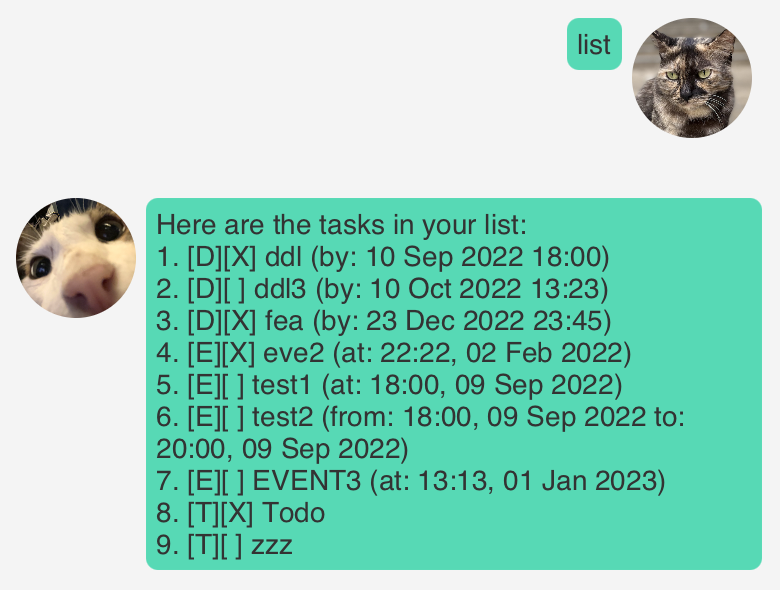 list
Here are the tasks in your list:
1. [D][X] ddl (by: 10 Sep 2022 18:00)
2. [D][ ] ddl3 (by: 10 Oct 2022 13:23)
3. [D][X] fea (by: 23 Dec 2022 23:45)
4. [E][X] eve2 (at: 22:22, 02 Feb 2022)
5. [E][ ] test1 (at: 18:00, 09 Sep 2022)
6. [E][ ] test2 (from: 18:00, 09 Sep 2022 to:
20:00, 09 Sep 2022)
7. [E][ ] EVENT3 (at: 13:13, 01 Jan 2023)
8. [T][X] Todo
9. [T][ ] zzz